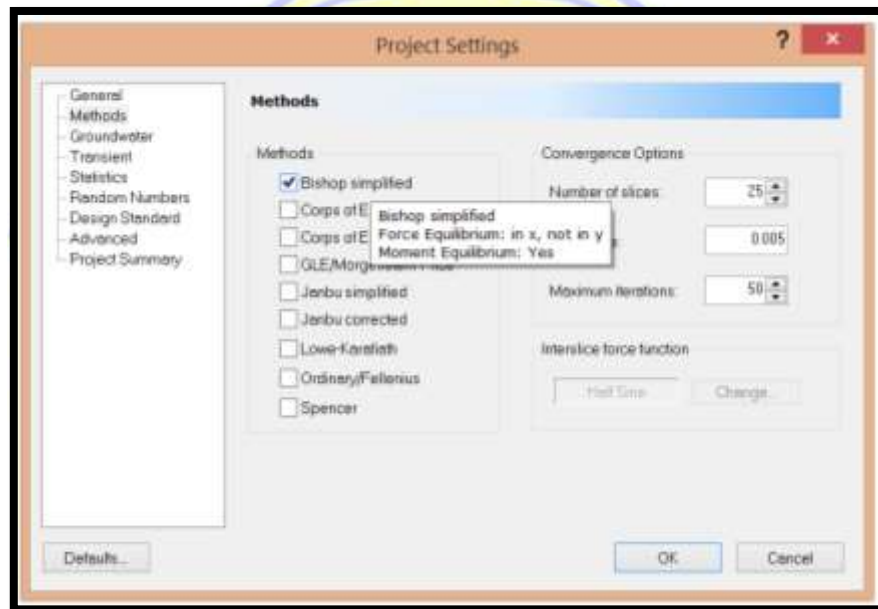 Project Settings
?
General
Methods
Groundwater
Transient
Statistics
Random Numbers
Design Standard
Advanced
Project Summary
Methods
Methods
Bishop simplified
Corps of E
Corps of E
GLE/Morgenstern-Price
Janbu simplified
Janbu corrected
Lowe-Karafiath
Ordinary/Fellenius
Spencer
Bishop simplified
Force Equilibrium: in x, not in y
Moment Equilibrium: Yes
Convergence Options
Number of slices: 25
0.005
Maximum iterations: 50
Interslice force function
Half Sine Change...
Defaults...
OK Cancel